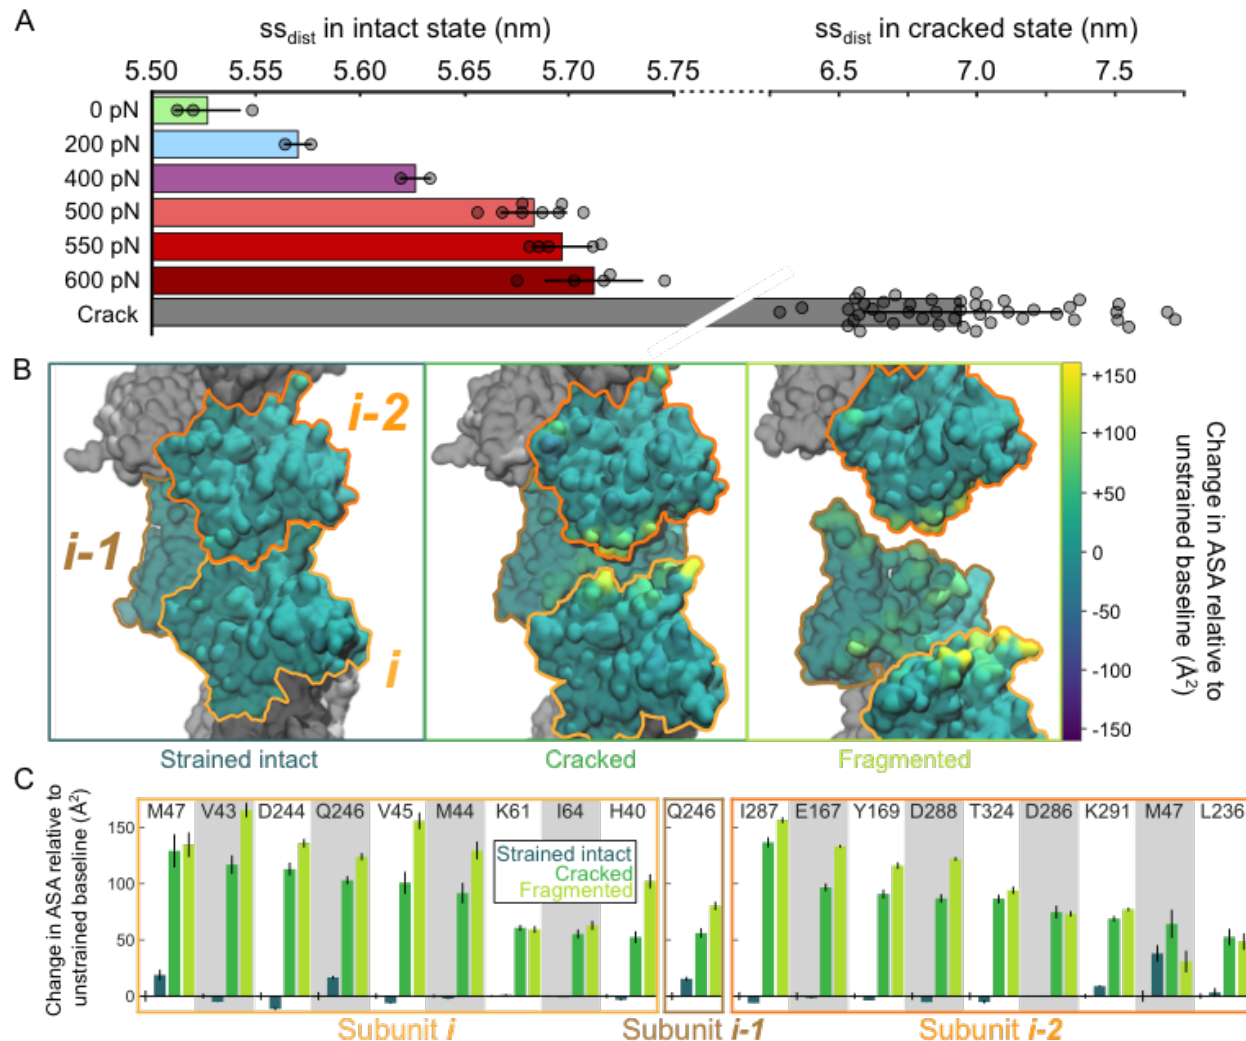 A
ssdist in intact state (nm)
ssdist in cracked state (nm)
5.50 5.55 5.60 5.65 5.70 5.75 6.5 7.0 7.5
0 pN
200 pN
400 pN
500 pN
550 pN
600 pN
Crack
B
i-2
i-1
i
Strained intact
Cracked
Fragmented
+150
+100
+50
0
-50
-100
-150
Change in ASA relative to
unstrained baseline (Å2)
C
Change in ASA relative to
unstrained baseline (Å2)
150
100
50
0
M47 V43 D244 Q246 V45 M44 K61 I64 H40 Q246 I287 E167 Y169 D288 T324 D286 K291 M47 L236
Strained intact
Cracked
Fragmented
Subunit i
Subunit i-1
Subunit i-2